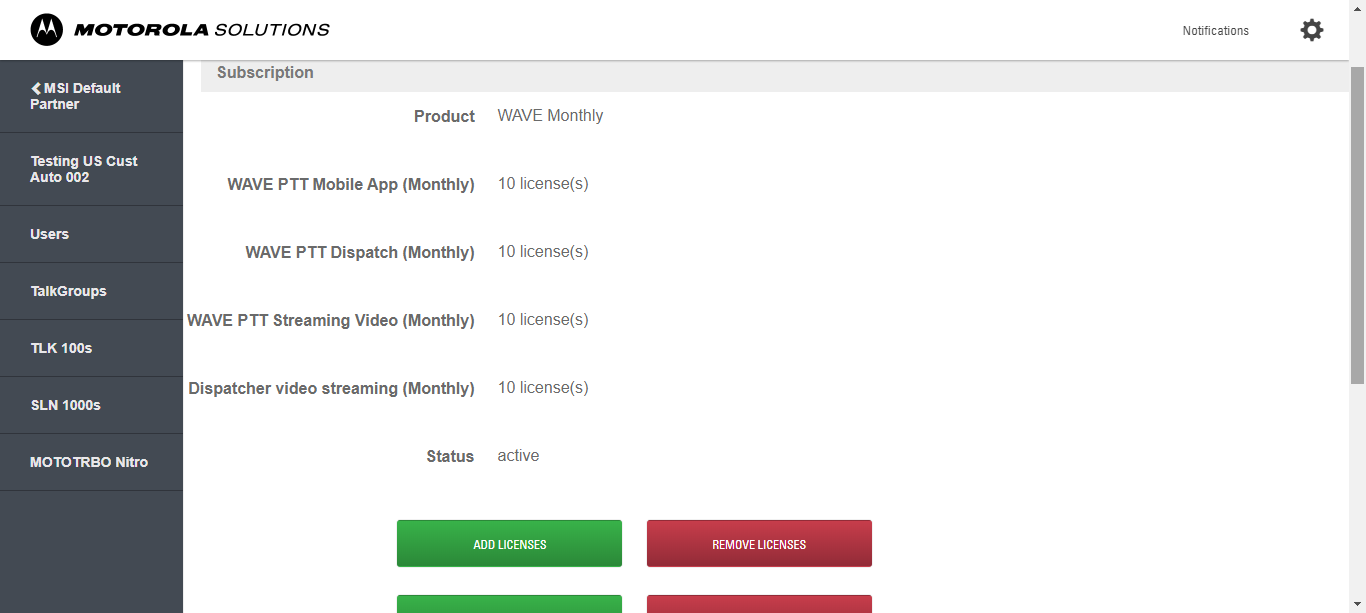 MOTOROLA SOLUTIONS
Notifications
MSI Default
Partner
Testing US Cust
Auto 002
Users
TalkGroups
TLK 100s
SLN 1000s
MOTOTRBO Nitro
Subscription
Product WAVE Monthly
WAVE PTT Mobile App (Monthly) 10 license(s)
WAVE PTT Dispatch (Monthly) 10 license(s)
WAVE PTT Streaming Video (Monthly) 10 license(s)
Dispatcher video streaming (Monthly) 10 license(s)
Status active
ADD LICENSES REMOVE LICENSES